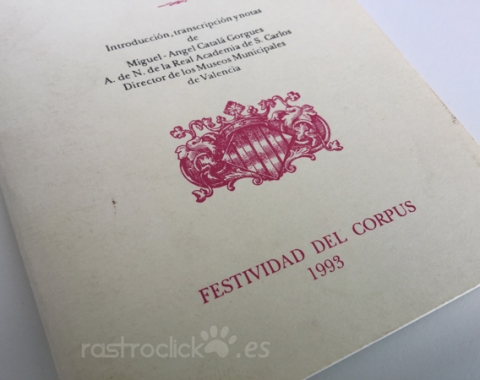 Introducción, transcripción y notas
de
Miguel-Angel Catalá Gorgues
A. de N. de la Real Academia de S. Carlos
Director de los Museos Municipales
de Valencia
FESTIVIDAD DEL CORPUS
1993
rastroclick.es